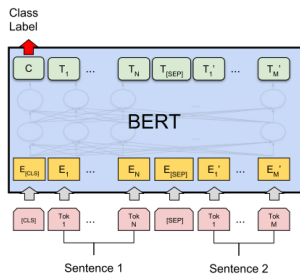 Class
Label
C T1 ... TN T[SEP] T1' ... TM'
BERT
E[CLS] E1 ... EN E[SEP] E1' ... EM'
[CLS] Tok 1 ... Tok N [SEP] Tok 1 ... Tok M
Sentence 1 Sentence 2